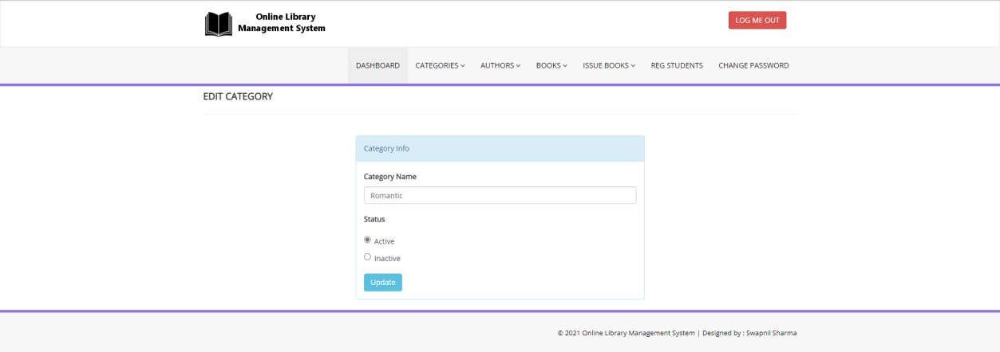 Online Library
Management System
LOG ME OUT
DASHBOARD CATEGORIES AUTHORS BOOKS ISSUE BOOKS REG STUDENTS CHANGE PASSWORD
EDIT CATEGORY
Category Info
Category Name
Romantic
Status
Active
Inactive
Update
© 2021 Online Library Management System | Designed by : Swapnil Sharma